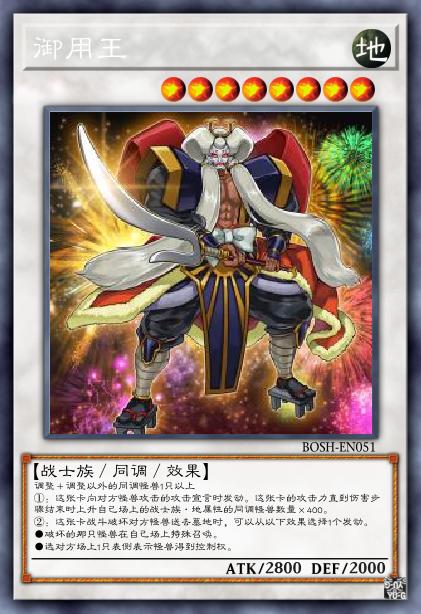 御用王
地
BOSH-EN051
【战士族／同调／效果】
调整＋调整以外的同调怪兽1只以上
①：这张卡向对方怪兽攻击的攻击宣言时发动。这张卡的攻击力直到伤害步
骤结束时上升自己场上的战士族·地属性的同调怪兽数量×400。
②：这张卡战斗破坏对方怪兽送去墓地时，可以从以下效果选择1个发动。
●破坏的那只怪兽在自己场上特殊召唤。
●选对方场上1只表侧表示怪兽得到控制权。
ATK/2800 DEF/2000